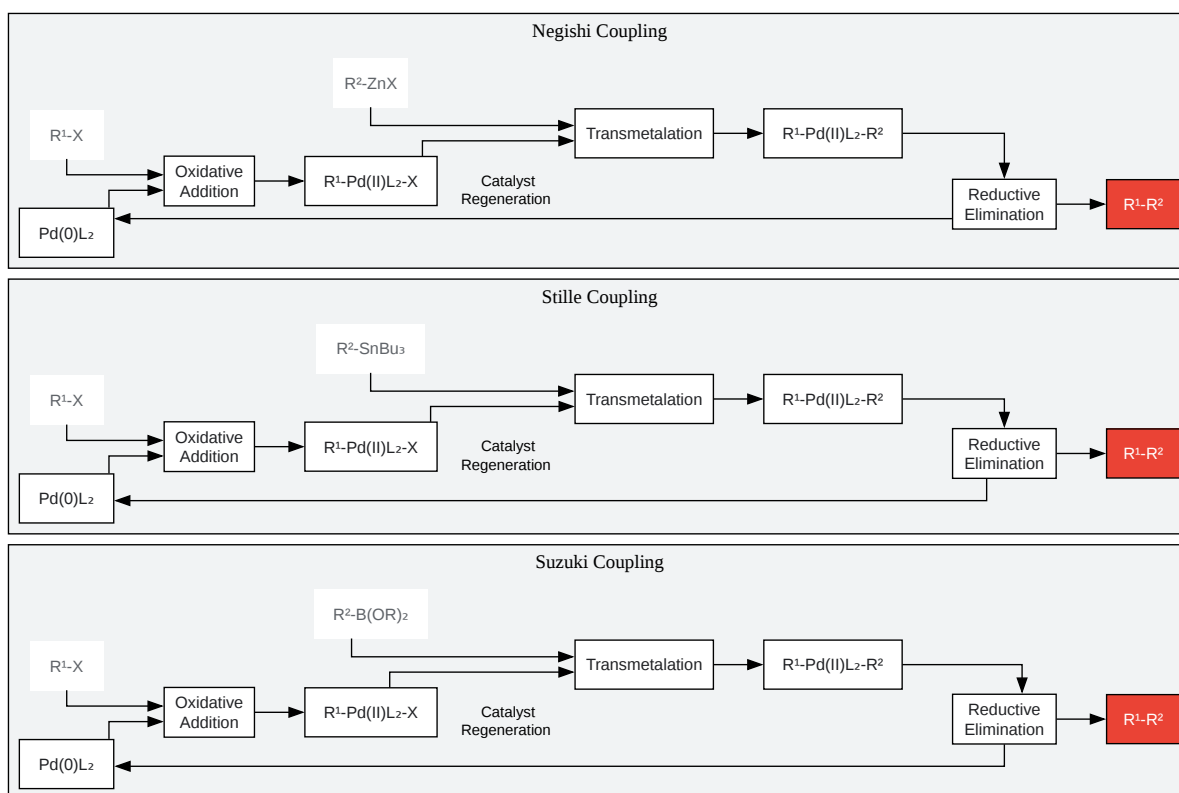 Negishi Coupling
R²-ZnX
R¹-X
Transmetalation
R¹-Pd(II)L₂-R²
Oxidative
Addition
R¹-Pd(II)L₂-X
Catalyst
Regeneration
Reductive
Elimination
R¹-R²
Pd(0)L₂
Stille Coupling
R²-SnBu₃
R¹-X
Transmetalation
R¹-Pd(II)L₂-R²
Oxidative
Addition
R¹-Pd(II)L₂-X
Catalyst
Regeneration
Reductive
Elimination
R¹-R²
Pd(0)L₂
Suzuki Coupling
R²-B(OR)₂
R¹-X
Transmetalation
R¹-Pd(II)L₂-R²
Oxidative
Addition
R¹-Pd(II)L₂-X
Catalyst
Regeneration
Reductive
Elimination
R¹-R²
Pd(0)L₂